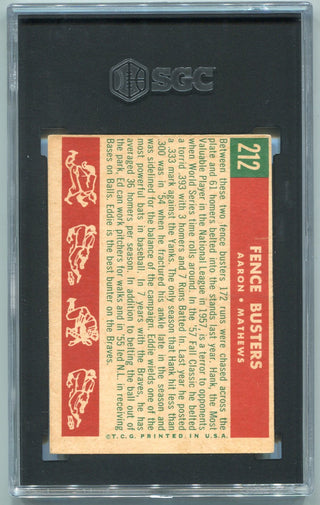 SGC
212
FENCE BUSTERS
AARON • MATHEWS
Between these two fence busters 172 runs were chased across the
plate and 61 homers belted into the stands last year. Hank, the Most
Valuable Player in the National League in 1957, is a terror to opponents
when World Series Time rolls around. In the '57 Fall Classic he belted
a torrid .393 with 3 homers and 7 Runs Batted In. Last year he posted
a .333 mark against the Yanks. The only season that Hank hit less than
300 was in '54 when he fractured his ankle late in the season and
was sidelined for the balance of the campaign. Eddie wields one of the
most powerful bats in baseball. In 7 years with the Braves, he has
averaged 36 homers per season. In addition to belting the ball out of
the park, Ed can work pitchers for walks and in '55 led N.L. in receiving
Bases on Balls. Eddie is the best bunter on the Braves.
©T.C.G. PRINTED IN U.S.A.